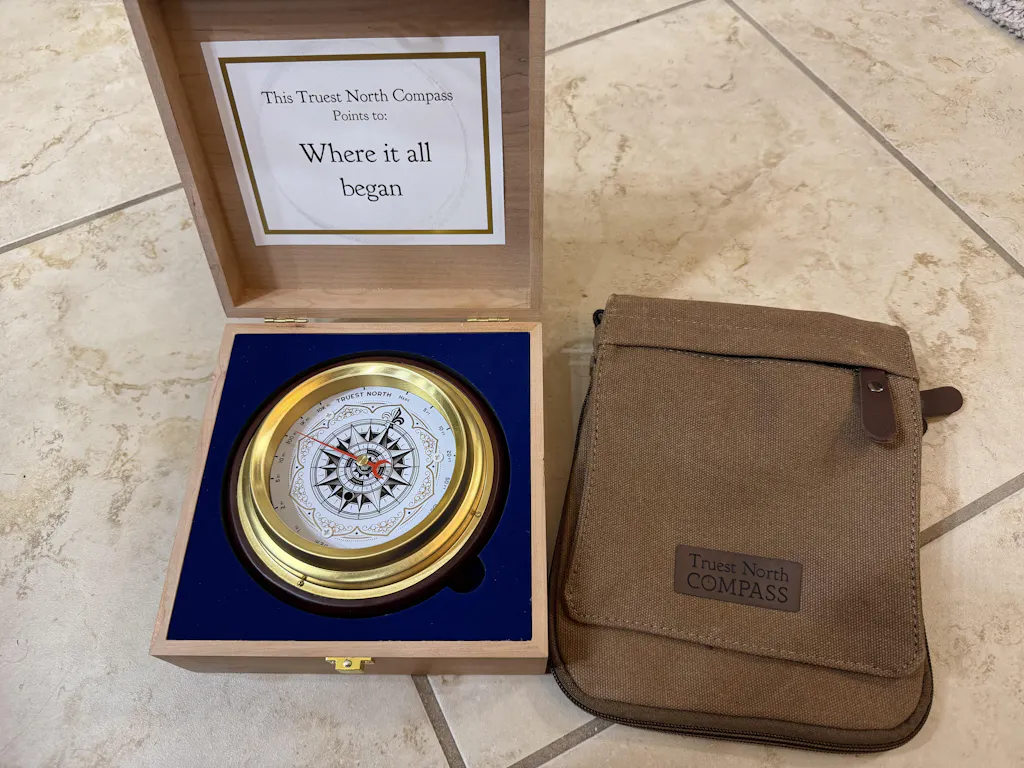 This Truest North Compass
Points to:
Where it all
began
TRUEST NORTH
Truest North
COMPASS